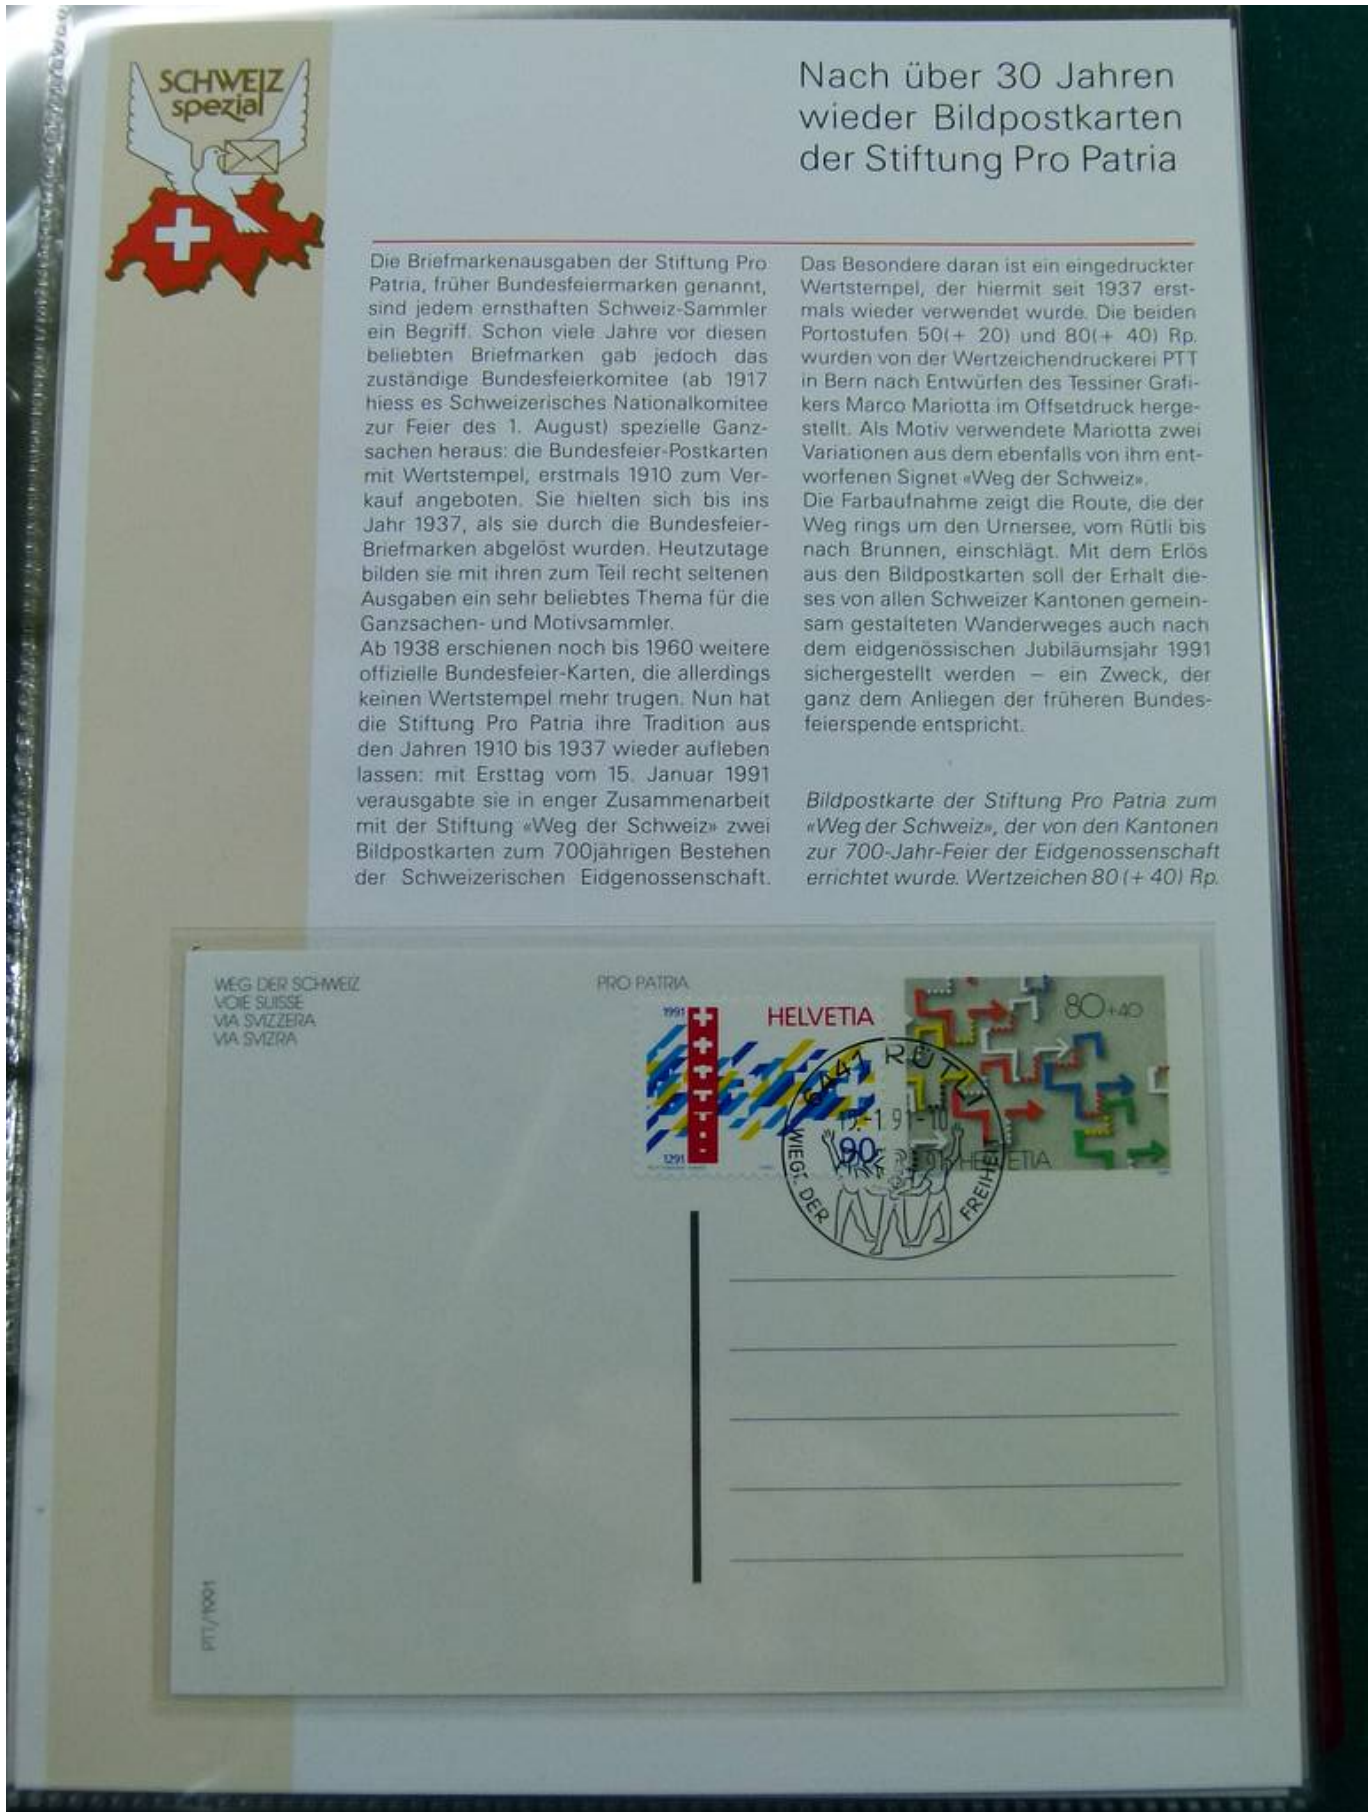 SCHWEIZ
spezial
Nach über 30 Jahren
wieder Bildpostkarten
der Stiftung Pro Patria
Die Briefmarkenausgaben der Stiftung Pro
Patria, früher Bundesfeiermarken genannt,
sind jedem ernsthaften Schweiz-Sammler
ein Begriff. Schon viele Jahre vor diesen
beliebten Briefmarken gab jedoch das
zuständige Bundesfeierkomitee (ab 1917
hiess es Schweizerisches Nationalkomitee
zur Feier des 1. August) spezielle Ganz-
sachen heraus: die Bundesfeier-Postkarten
mit Wertstempel, erstmals 1910 zum Ver-
kauf angeboten. Sie hielten sich bis ins
Jahr 1937, als sie durch die Bundesfeier-
Briefmarken abgelöst wurden. Heutzutage
bilden sie mit ihren zum Teil recht seltenen
Ausgaben ein sehr beliebtes Thema für die
Ganzsachen- und Motivsammler.
Ab 1938 erschienen noch bis 1960 weitere
offizielle Bundesfeier-Karten, die allerdings
keinen Wertstempel mehr trugen. Nun hat
die Stiftung Pro Patria ihre Tradition aus
den Jahren 1910 bis 1937 wieder aufleben
lassen: mit Ersttag vom 15. Januar 1991
verausgabte sie in enger Zusammenarbeit
mit der Stiftung «Weg der Schweiz» zwei
Bildpostkarten zum 700jährigen Bestehen
der Schweizerischen Eidgenossenschaft.
Das Besondere daran ist ein eingedruckter
Wertstempel, der hiermit seit 1937 erst-
mals wieder verwendet wurde. Die beiden
Portostufen 50(+ 20) und 80(+ 40) Rp.
wurden von der Wertzeichendruckerei PTT
in Bern nach Entwürfen des Tessiner Grafi-
kers Marco Mariotta im Offsetdruck herge-
stellt. Als Motiv verwendete Mariotta zwei
Variationen aus dem ebenfalls von ihm ent-
worfenen Signet «Weg der Schweiz».
Die Farbaufnahme zeigt die Route, die der
Weg rings um den Urnersee, vom Rütli bis
nach Brunnen, einschlägt. Mit dem Erlös
aus den Bildpostkarten soll der Erhalt die-
ses von allen Schweizer Kantonen gemein-
sam gestalteten Wanderweges auch nach
dem eidgenössischen Jubiläumsjahr 1991
sichergestellt werden – ein Zweck, der
ganz dem Anliegen der früheren Bundes-
feierspende entspricht.
Bildpostkarte der Stiftung Pro Patria zum
«Weg der Schweiz», der von den Kantonen
zur 700-Jahr-Feier der Eidgenossenschaft
errichtet wurde. Wertzeichen 80 (+ 40) Rp.
WEG DER SCHWEIZ
VOIE SUISSE
VIA SVIZZERA
VIA SVIZRA
PRO PATRIA
1991
HELVETIA
90
1291
80+40
HELVETIA
6441 RÜTLI
15.-1.91-10
WIEGE DER
FREIHEIT
PTT/1991